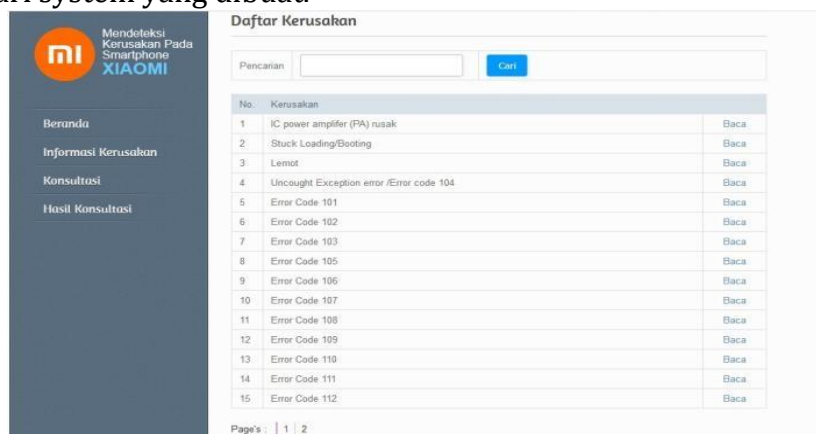 system yang dibuat.
mi
Mendeteksi
Kerusakan Pada
Smartphone
XIAOMI
Beranda
Informasi Kerusakan
Konsultasi
Hasil Konsultasi
Daftar Kerusakan
Pencarian Cari
No. Kerusakan
1 IC power amplifer (PA) rusak Baca
2 Stuck Loading/Booting Baca
3 Lemot Baca
4 Uncought Exception error /Error code 104 Baca
5 Error Code 101 Baca
6 Error Code 102 Baca
7 Error Code 103 Baca
8 Error Code 105 Baca
9 Error Code 106 Baca
10 Error Code 107 Baca
11 Error Code 108 Baca
12 Error Code 109 Baca
13 Error Code 110 Baca
14 Error Code 111 Baca
15 Error Code 112 Baca
Page's : | 1 | 2